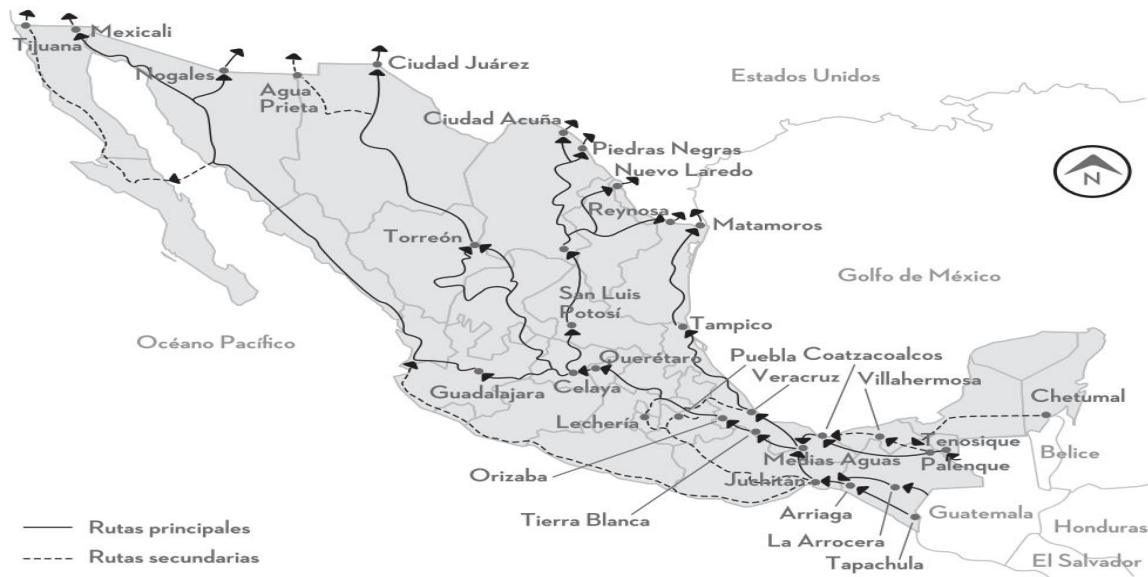 Tijuana
Mexicali
Nogales
Agua
Prieta
Ciudad Juárez
Estados Unidos
Ciudad Acuña
Piedras Negras
Nuevo Laredo
Reynosa
Matamoros
N
Torreón
Golfo de México
San Luis
Potosí
Tampico
Océano Pacífico
Querétaro
Puebla
Coatzacoalcos
Veracruz
Villahermosa
Guadalajara
Celaya
Chetumal
Lechería
Tenosique
Medias Aguas
Palenque
Belice
Orizaba
Juchitán
Tierra Blanca
Arriaga
Guatemala
La Arrocera
Honduras
Tapachula
El Salvador
Rutas principales
Rutas secundarias